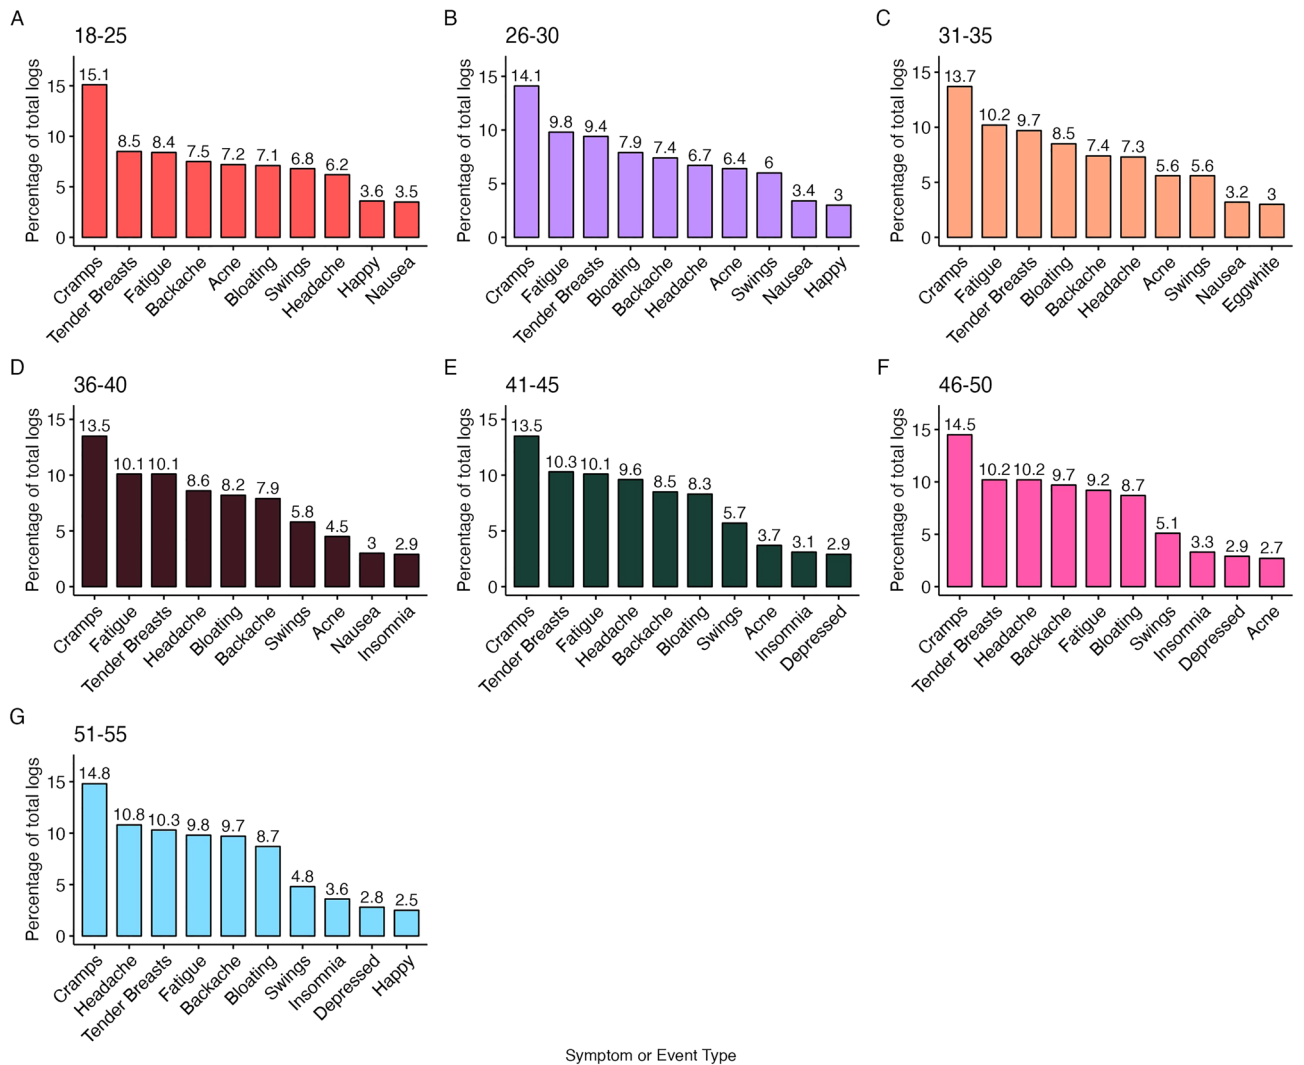 A
18-25
Percentage of total logs
15
10
5
0
15.1
8.5
8.4
7.5
7.2
7.1
6.8
6.2
3.6
3.5
Cramps
Tender Breasts
Fatigue
Backache
Acne
Bloating
Swings
Headache
Happy
Nausea
B
26-30
Percentage of total logs
15
10
5
0
14.1
9.8
9.4
7.9
7.4
6.7
6.4
6
3.4
3
Cramps
Fatigue
Tender Breasts
Bloating
Backache
Headache
Acne
Swings
Nausea
Happy
C
31-35
Percentage of total logs
15
10
5
0
13.7
10.2
9.7
8.5
7.4
7.3
5.6
5.6
3.2
3
Cramps
Fatigue
Tender Breasts
Bloating
Backache
Headache
Acne
Swings
Nausea
Eggwhite
D
36-40
Percentage of total logs
15
10
5
0
13.5
10.1
10.1
8.6
8.2
7.9
5.8
4.5
3
2.9
Cramps
Fatigue
Tender Breasts
Headache
Bloating
Backache
Swings
Acne
Nausea
Insomnia
E
41-45
Percentage of total logs
15
10
5
0
13.5
10.3
10.1
9.6
8.5
8.3
5.7
3.7
3.1
2.9
Cramps
Tender Breasts
Fatigue
Headache
Backache
Bloating
Swings
Acne
Insomnia
Depressed
F
46-50
Percentage of total logs
15
10
5
0
14.5
10.2
10.2
9.7
9.2
8.7
5.1
3.3
2.9
2.7
Cramps
Tender Breasts
Headache
Backache
Fatigue
Bloating
Swings
Insomnia
Depressed
Acne
G
51-55
Percentage of total logs
15
10
5
0
14.8
10.8
10.3
9.8
9.7
8.7
4.8
3.6
2.8
2.5
Cramps
Headache
Tender Breasts
Fatigue
Backache
Bloating
Swings
Insomnia
Depressed
Happy
Symptom or Event Type